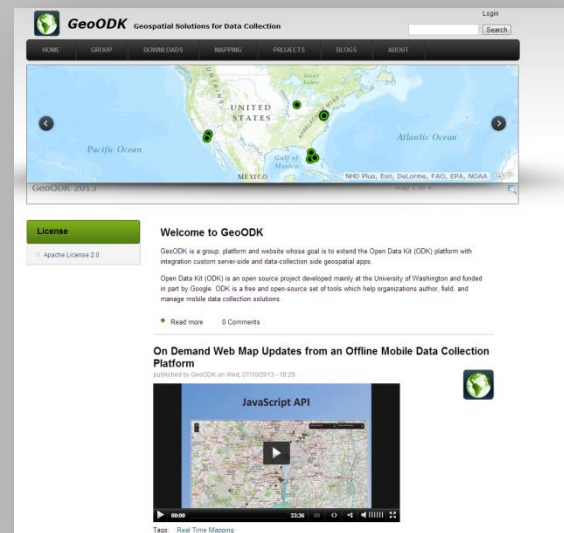 Login
GeoODK Geospatial Solutions for Data Collection
Search
HOME GROUP DOWNLOADS MAPPING PROJECTS BLOGS ABOUT
Great
Lakes
UNITED
STATES
Pacific Ocean
Atlantic Ocean
Gulf of
Mexico
MEXICO
NHD Plus, Esri, DeLorme, FAO, EPA, NOAA
GeoODK 2013
Map 1 of 4
License
Apache License 2.0
Welcome to GeoODK
GeoODK is a group, platform and website whose goal is to extend the Open Data Kit (ODK) platform with
integration custom server-side and data-collection side geospatial apps.
Open Data Kit (ODK) is an open source project developed mainly at the University of Washington and funded
in part by Google. ODK is a free and open-source set of tools which help organizations author, field, and
manage mobile data collection solutions.
Read more 0 Comments
On Demand Web Map Updates from an Offline Mobile Data Collection
Platform
published by GeoODK on Wed, 07/10/2013 - 18:29
JavaScript API
00:00 33:36
Tags: Real Time Mapping